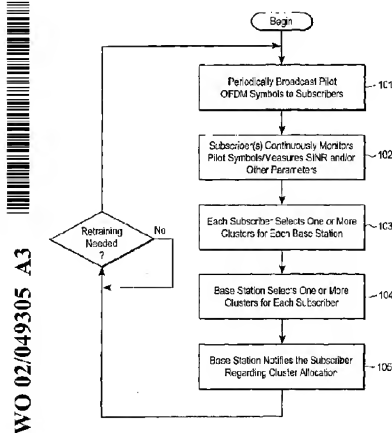 Begin
Periodically Broadcast Pilot
OFDM Symbols to Subscribers
101
Subscriber(s) Continuously Monitors
Pilot Symbols/Measures SINR and/or
Other Parameters
102
Each Subscriber Selects One or More
Clusters for Each Base Station
103
Base Station Selects One or More
Clusters for Each Subscriber
104
Base Station Notifies the Subscriber
Regarding Cluster Allocation
105
Retraining
Needed
?
No
WO 02/049305 A3